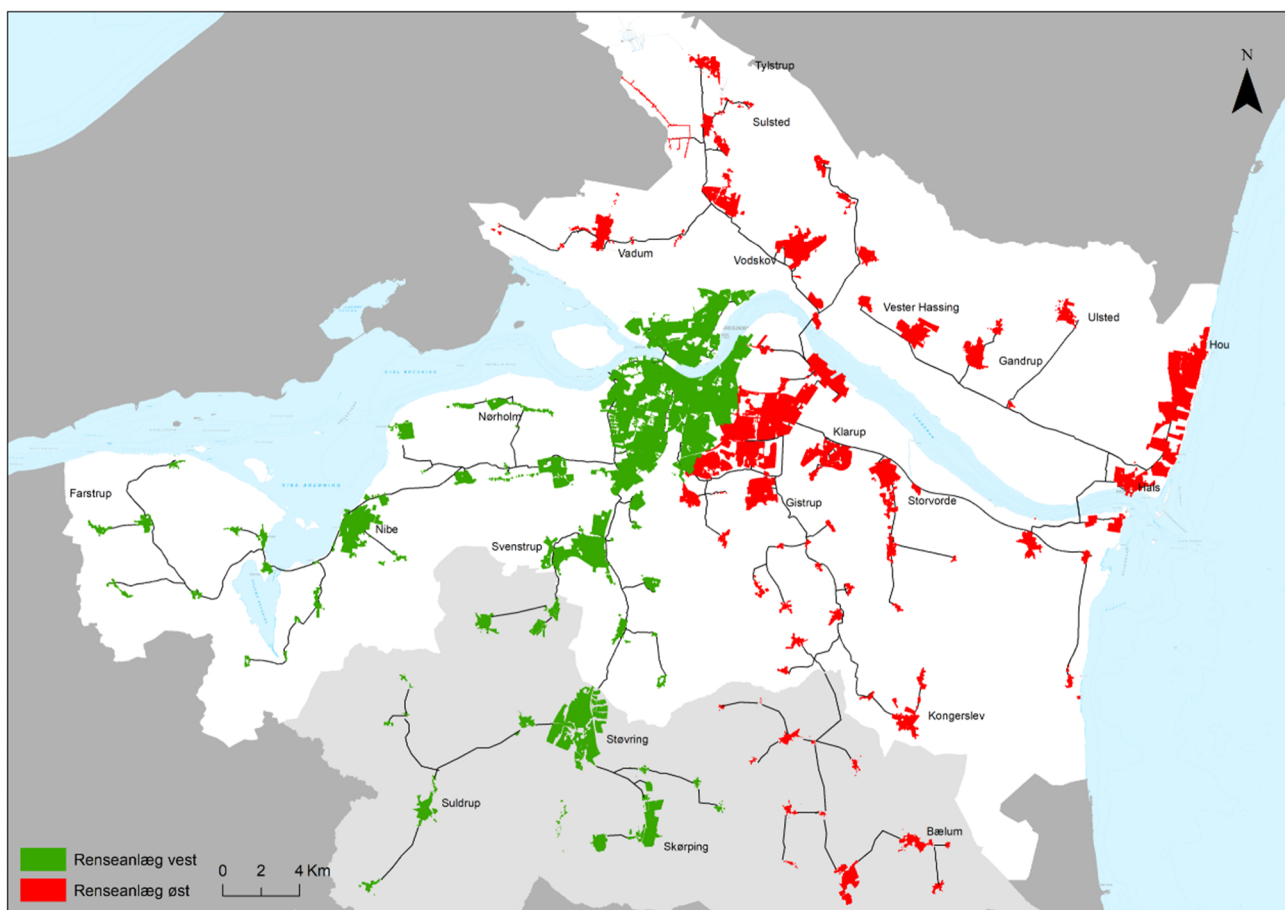 N
Tylstrup
Sulsted
Vadum
Vodskov
Vester Hassing
Ulsted
Gandrup
Hou
Nørholm
Klarup
Hals
Farstrup
Nibe
Gistrup
Storvorde
Svenstrup
Kongerslev
Støvring
Suldrup
Skørping
Bælum
Renseanlæg vest
Renseanlæg øst
0 2 4 Km